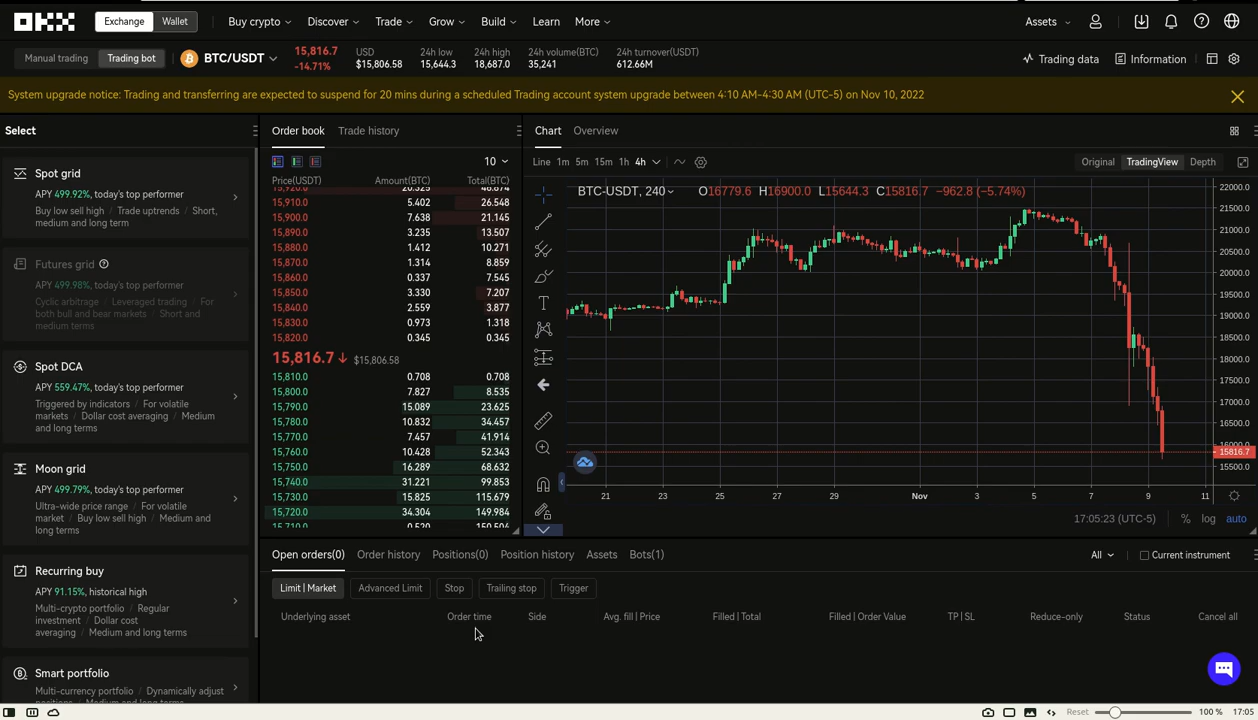 OKX Exchange Wallet Buy crypto Discover Trade Grow Build Learn More Assets
Manual trading Trading bot BTC/USDT 15,816.7 -14.71% USD $15,806.58 24h low 15,644.3 24h high 18,687.0 24h volume(BTC) 35,241 24h turnover(USDT) 612.66M Trading data Information
System upgrade notice: Trading and transferring are expected to suspend for 20 mins during a scheduled Trading account system upgrade between 4:10 AM-4:30 AM (UTC-5) on Nov 10, 2022
Select
Spot grid
APY 499.92%, today's top performer
Buy low sell high / Trade uptrends / Short,
medium and long term
Futures grid
APY 499.98%, today's top performer
Cyclic arbitrage / Leveraged trading / For
both bull and bear markets / Short and
medium terms
Spot DCA
APY 559.47%, today's top performer
Triggered by indicators / For volatile
markets / Dollar cost averaging / Medium
and long terms
Moon grid
APY 499.79%, today's top performer
Ultra-wide price range / For volatile
market / Buy low sell high / Medium and
long terms
Recurring buy
APY 91.15%, historical high
Multi-crypto portfolio / Regular
investment / Dollar cost
averaging / Medium and long terms
Smart portfolio
Multi-currency portfolio / Dynamically adjust
Order book Trade history
10
Price(USDT) Amount(BTC) Total(BTC)
15,920.0 20.325 46.874
15,910.0 5.402 26.548
15,900.0 7.638 21.145
15,890.0 3.235 13.507
15,880.0 1.412 10.271
15,870.0 1.314 8.859
15,860.0 0.337 7.545
15,850.0 3.330 7.207
15,840.0 2.559 3.877
15,830.0 0.973 1.318
15,820.0 0.345 0.345
15,816.7 $15,806.58
15,810.0 0.708 0.708
15,800.0 7.827 8.535
15,790.0 15.089 23.625
15,780.0 10.832 34.457
15,770.0 7.457 41.914
15,760.0 10.428 52.343
15,750.0 16.289 68.632
15,740.0 31.221 99.853
15,730.0 15.825 115.679
15,720.0 34.304 149.984
15,710.0 0.520 150.504
Chart Overview
Line 1m 5m 15m 1h 4h Original TradingView Depth
BTC-USDT, 240 O16779.6 H16900.0 L15644.3 C15816.7 −962.8 (−5.74%)
22000.0
21500.0
21000.0
20500.0
20000.0
19500.0
19000.0
18500.0
18000.0
17500.0
17000.0
16500.0
16000.0
15816.7
15500.0
21 23 25 27 29 Nov 3 5 7 9 11
17:05:23 (UTC-5) % log auto
Open orders(0) Order history Positions(0) Position history Assets Bots(1) All Current instrument
Limit | Market Advanced Limit Stop Trailing stop Trigger
Underlying asset Order time Side Avg. fill | Price Filled | Total Filled | Order Value TP | SL Reduce-only Status Cancel all
Reset 100 % 17:05